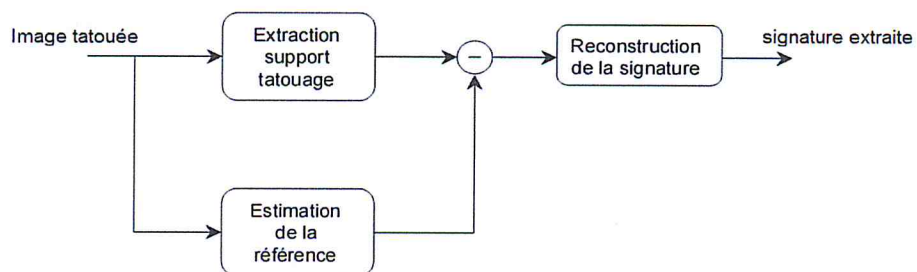 Image tatouée
Extraction
support
tatouage
−
Reconstruction
de la signature
signature extraite
Estimation
de la
référence